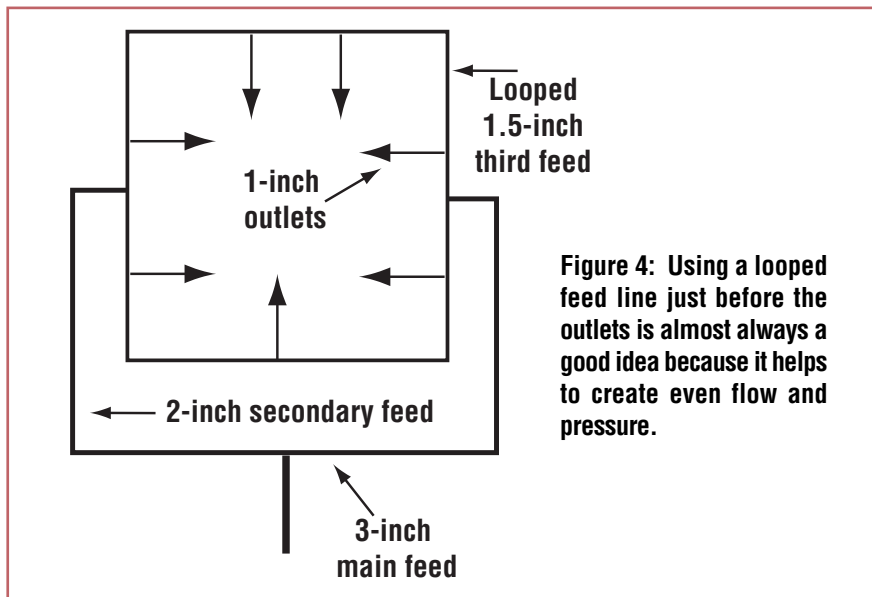 Looped
1.5-inch
third feed
1-inch
outlets
Figure 4: Using a looped
feed line just before the
outlets is almost always a
good idea because it helps
to create even flow and
pressure.
2-inch secondary feed
3-inch
main feed